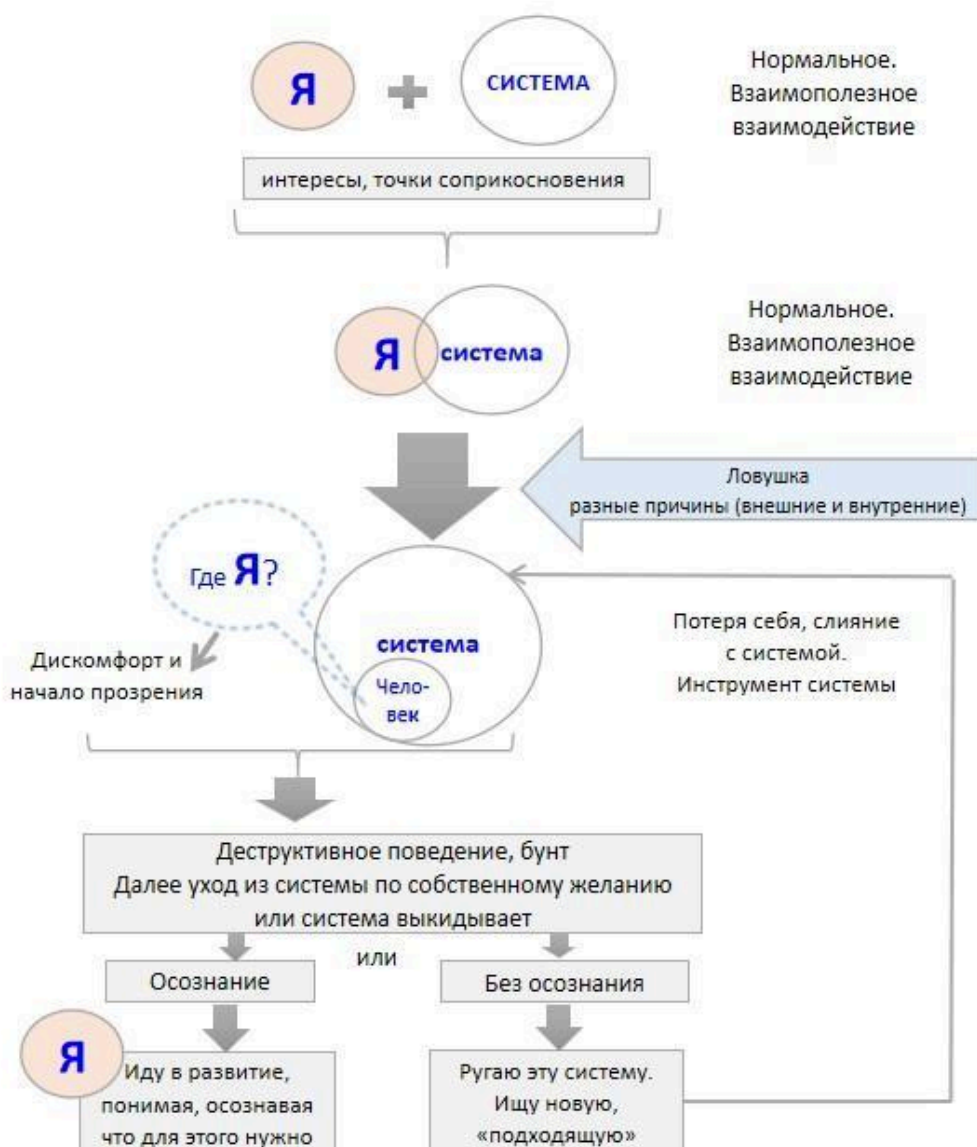 Я
СИСТЕМА
Нормальное.
Взаимополезное
взаимодействие
интересы, точки соприкосновения
Я
система
Нормальное.
Взаимополезное
взаимодействие
Ловушка
разные причины (внешние и внутренние)
Где Я?
система
Чело-
век
Дискомфорт и
начало прозрения
Потеря себя, слияние
с системой.
Инструмент системы
Деструктивное поведение, бунт
Далее уход из системы по собственному желанию
или система выкидывает
или
Осознание
Без осознания
Я
Иду в развитие,
понимая, осознавая
что для этого нужно
Ругаю эту систему.
Ищу новую,
«подходящую»